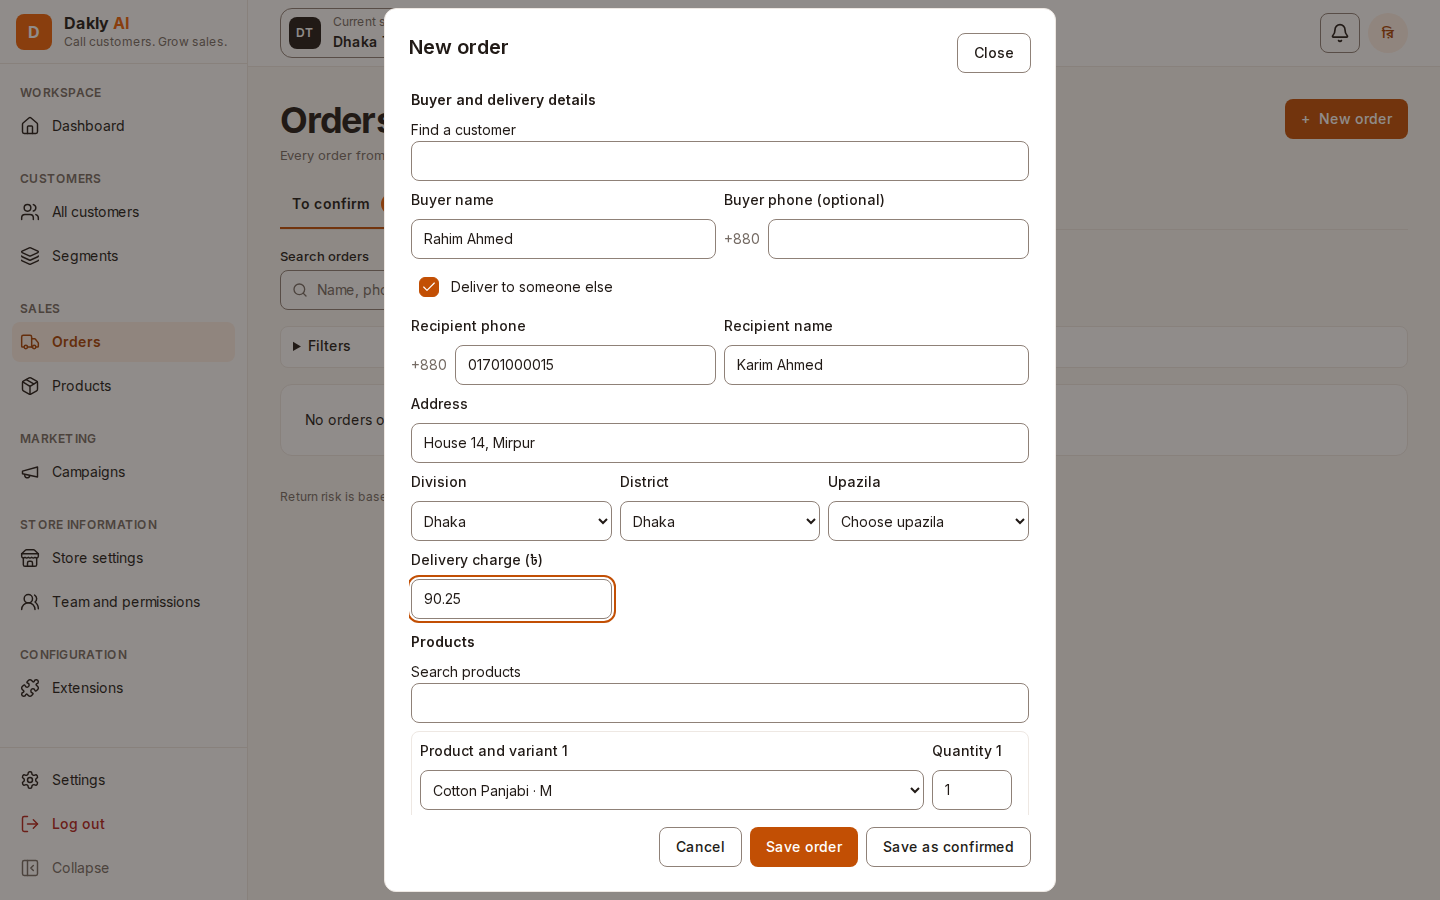 D
Dakly AI
Call customers. Grow sales.
WORKSPACE
Dashboard
CUSTOMERS
All customers
Segments
SALES
Orders
Products
MARKETING
Campaigns
STORE INFORMATION
Store settings
Team and permissions
CONFIGURATION
Extensions
Settings
Log out
Collapse
DT
Current s
Dhaka
রি
Orders
+ New order
Every order from
To confirm
Search orders
Name, pho
Filters
No orders o
Return risk is base
New order
Close
Buyer and delivery details
Find a customer
Buyer name
Buyer phone (optional)
Rahim Ahmed
+880
Deliver to someone else
Recipient phone
Recipient name
+880
01701000015
Karim Ahmed
Address
House 14, Mirpur
Division
District
Upazila
Dhaka
Dhaka
Choose upazila
Delivery charge (৳)
90.25
Products
Search products
Product and variant 1
Quantity 1
Cotton Panjabi · M
1
Cancel
Save order
Save as confirmed